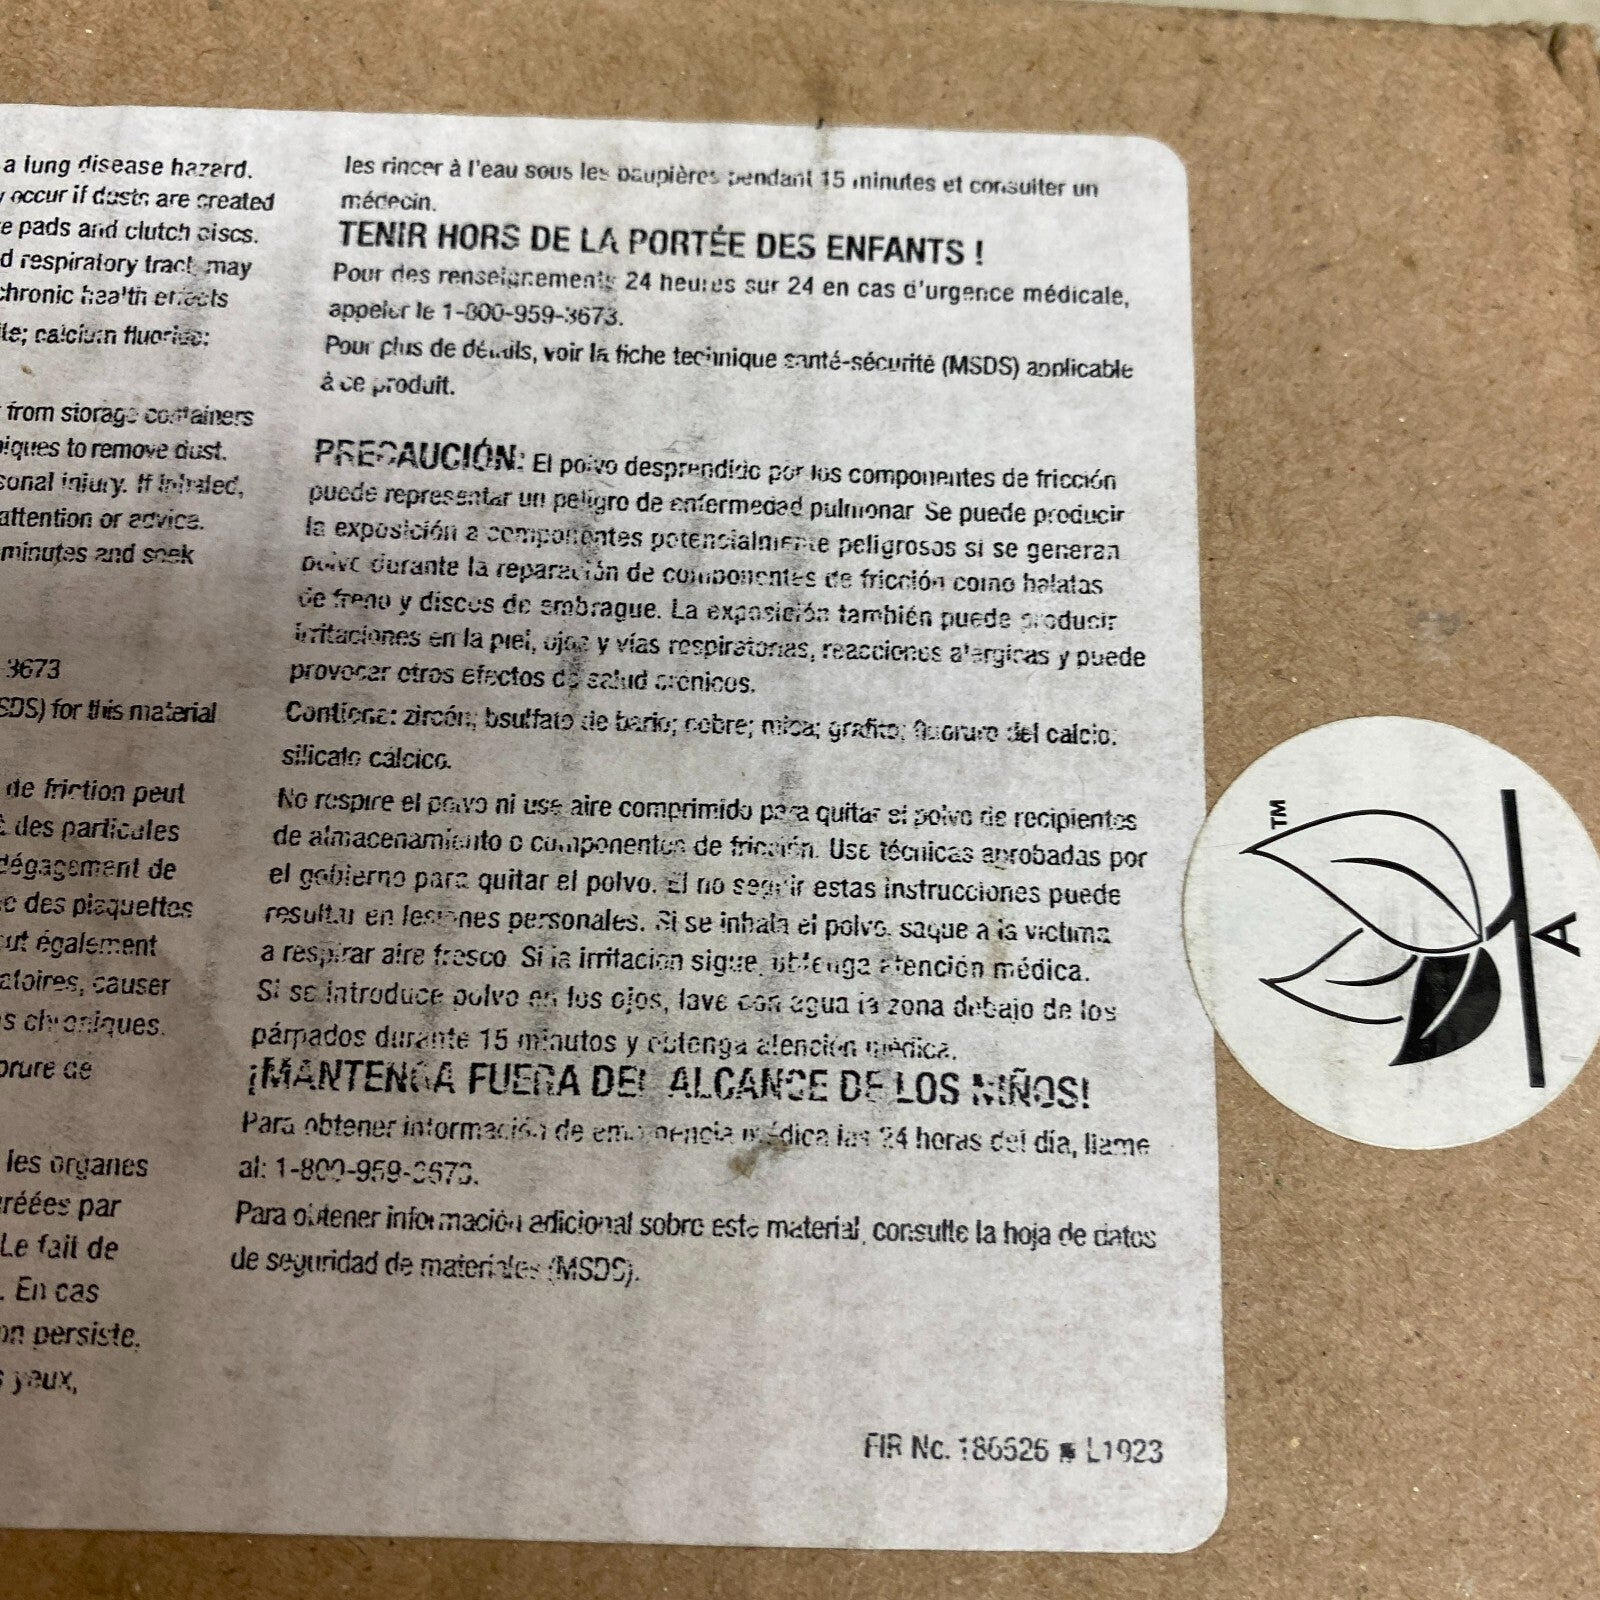 a lung disease hazard.
occur if dusts are created
pads and clutch discs.
respiratory tract may
chronic health effects
calcium fluoride;
from storage containers
to remove dust.
injury. If inhaled,
attention or advice.
minutes and seek
3673
for this material
de friction peut
des particules
dégagement de
des plaquettes
également
causer
chroniques.
de
les organes
par
Le fait de
. En cas
persiste,
yeux,
les rincer à l'eau sous les paupières pendant 15 minutes et consulter un
médecin.
TENIR HORS DE LA PORTÉE DES ENFANTS !
Pour des renseignements 24 heures sur 24 en cas d'urgence médicale,
appeler le 1-800-959-3673.
Pour plus de détails, voir la fiche technique santé-sécurité (MSDS) applicable
à ce produit.
PRECAUCIÓN: El polvo desprendido por los componentes de fricción
puede representar un peligro de enfermedad pulmonar Se puede producir
la exposición a componentes potencialmente peligrosos si se generan
polvo durante la reparación de componentes de fricción como balatas
de freno y discos de embrague. La exposición también puede producir
irritaciones en la piel, ojos y vías respiratorias, reacciones alérgicas y puede
provocar otros efectos de salud crónicos.
Contiene: zircón; bsulfato de bario; cobre; mica; grafito; fluoruro del calcio;
silicato cálcico.
No respire el polvo ni use aire comprimido para quitar el polvo de recipientes
de almacenamiento o componentes de fricción. Use técnicas aprobadas por
el gobierno para quitar el polvo. El no seguir estas instrucciones puede
resultar en lesiones personales. Si se inhala el polvo, saque a la víctima
a respirar aire fresco. Si la irritación sigue, obtenga atención médica.
Si se introduce polvo en los ojos, lave con agua la zona debajo de los
párpados durante 15 minutos y obtenga atención médica.
¡MANTENGA FUERA DEL ALCANCE DE LOS NIÑOS!
Para obtener información de emergencia médica las 24 horas del día, llame
al: 1-800-959-3673.
Para obtener información adicional sobre este material, consulte la hoja de datos
de seguridad de materiales (MSDS).
FIR No. 186526 L1923
TM
A